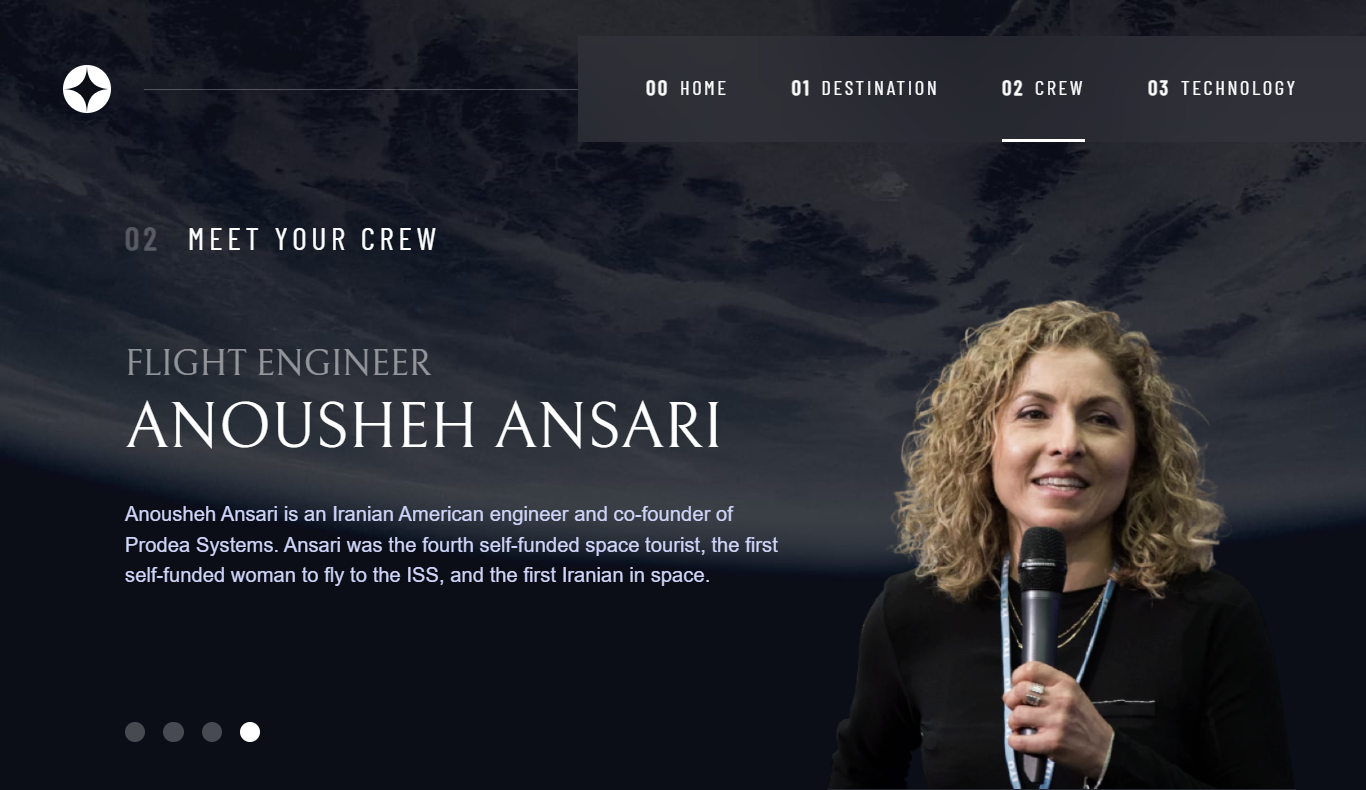 00 HOME 01 DESTINATION 02 CREW 03 TECHNOLOGY
02 MEET YOUR CREW
FLIGHT ENGINEER
ANOUSHEH ANSARI
Anousheh Ansari is an Iranian American engineer and co-founder of
Prodea Systems. Ansari was the fourth self-funded space tourist, the first
self-funded woman to fly to the ISS, and the first Iranian in space.